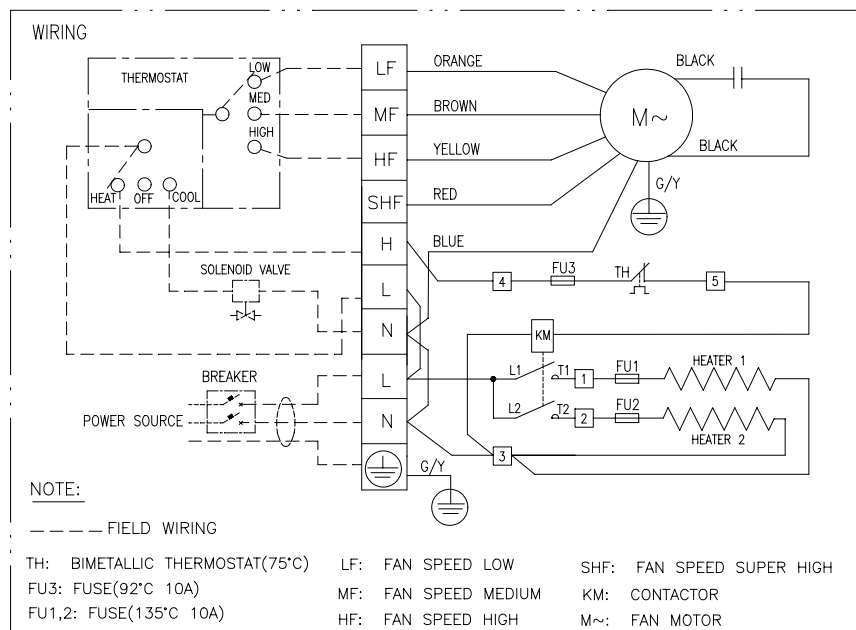 WIRING
THERMOSTAT
LOW
MED
HIGH
HEAT
OFF
COOL
LF
MF
HF
SHF
H
L
N
L
N
ORANGE
BROWN
YELLOW
RED
BLUE
M~
BLACK
BLACK
G/Y
SOLENOID VALVE
4
FU3
TH
5
KM
L1
T1
1
FU1
HEATER 1
L2
T2
2
FU2
HEATER 2
3
BREAKER
POWER SOURCE
G/Y
NOTE:
FIELD WIRING
TH: BIMETALLIC THERMOSTAT(75°C)
FU3: FUSE(92°C 10A)
FU1,2: FUSE(135°C 10A)
LF: FAN SPEED LOW
MF: FAN SPEED MEDIUM
HF: FAN SPEED HIGH
SHF: FAN SPEED SUPER HIGH
KM: CONTACTOR
M~: FAN MOTOR